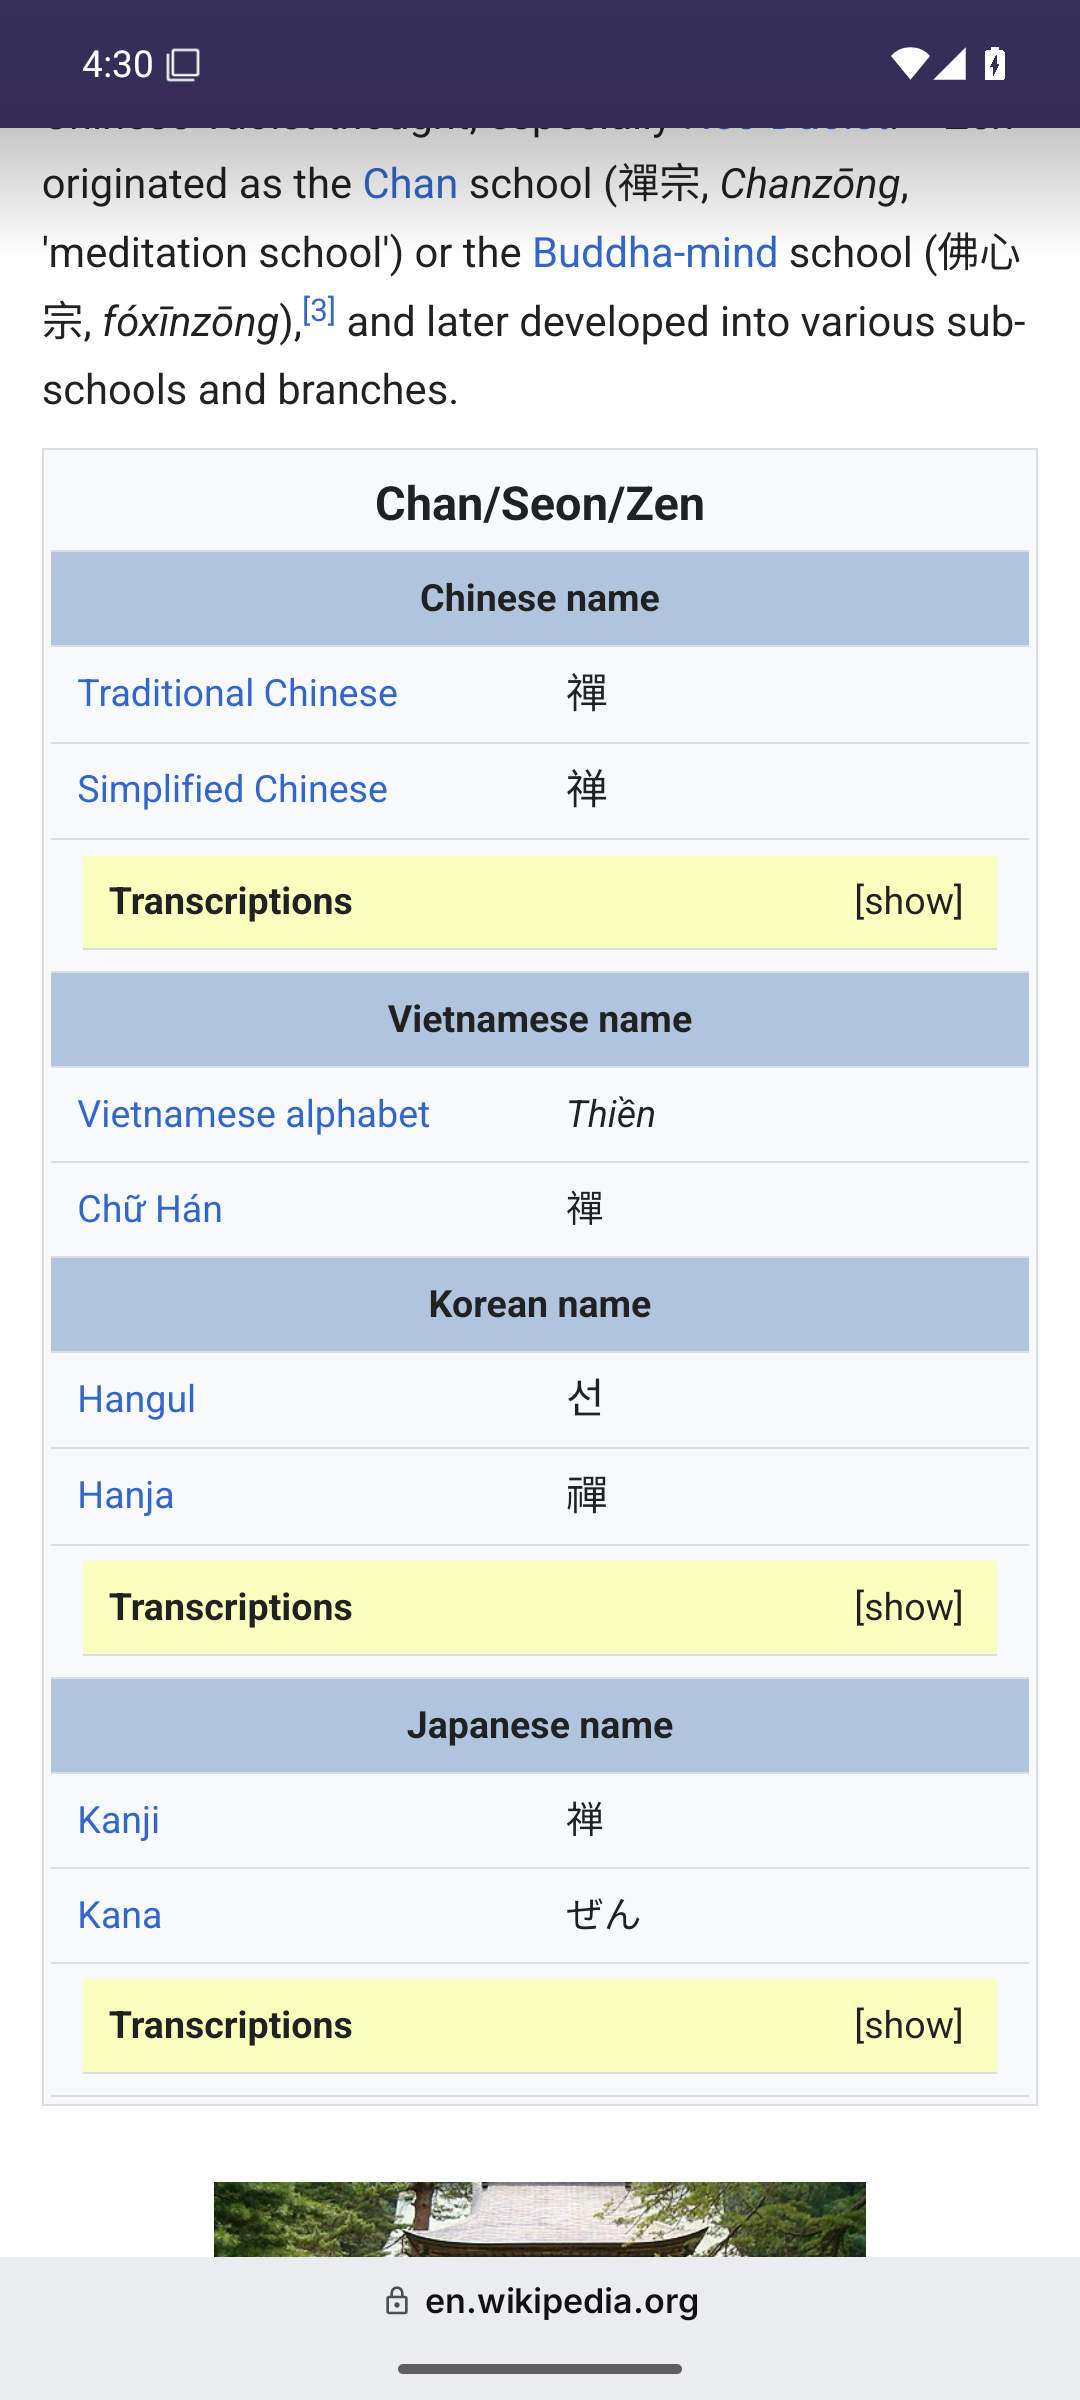 4:30
originated as the Chan school (禪宗, Chanzōng,
'meditation school') or the Buddha-mind school (佛心
宗, fóxīnzōng),[3] and later developed into various sub-
schools and branches.
Chan/Seon/Zen
Chinese name
Traditional Chinese 禪
Simplified Chinese 禅
Transcriptions [show]
Vietnamese name
Vietnamese alphabet Thiền
Chữ Hán 禪
Korean name
Hangul 선
Hanja 禪
Transcriptions [show]
Japanese name
Kanji 禅
Kana ぜん
Transcriptions [show]
en.wikipedia.org